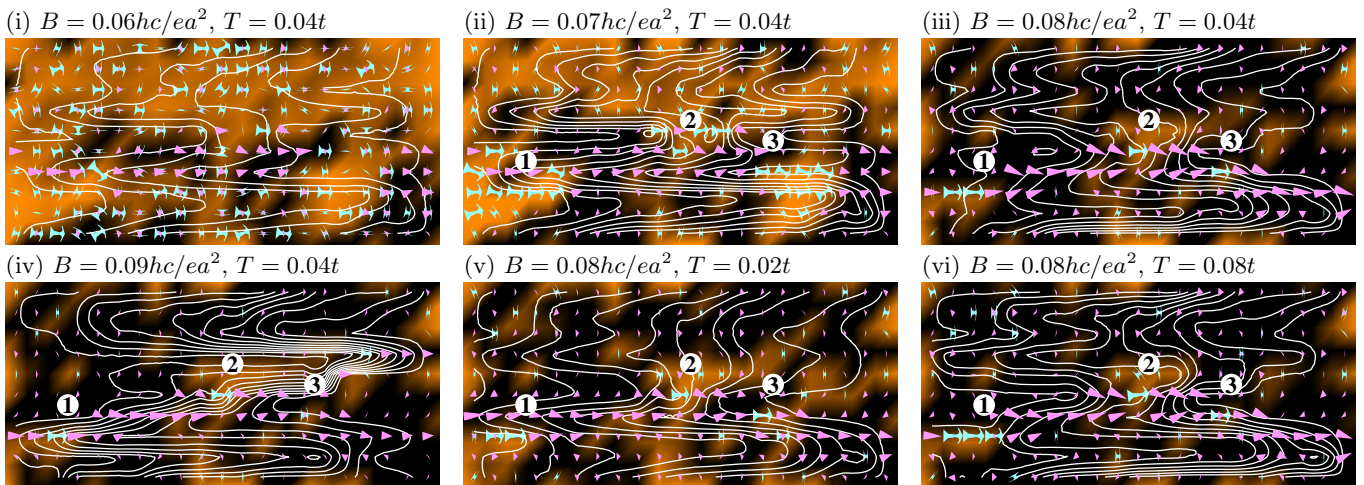 (i) B = 0.06hc/ea², T = 0.04t
(ii) B = 0.07hc/ea², T = 0.04t
(iii) B = 0.08hc/ea², T = 0.04t
2
3
1
2
3
1
(iv) B = 0.09hc/ea², T = 0.04t
(v) B = 0.08hc/ea², T = 0.02t
(vi) B = 0.08hc/ea², T = 0.08t
2
3
1
2
3
1
2
3
1